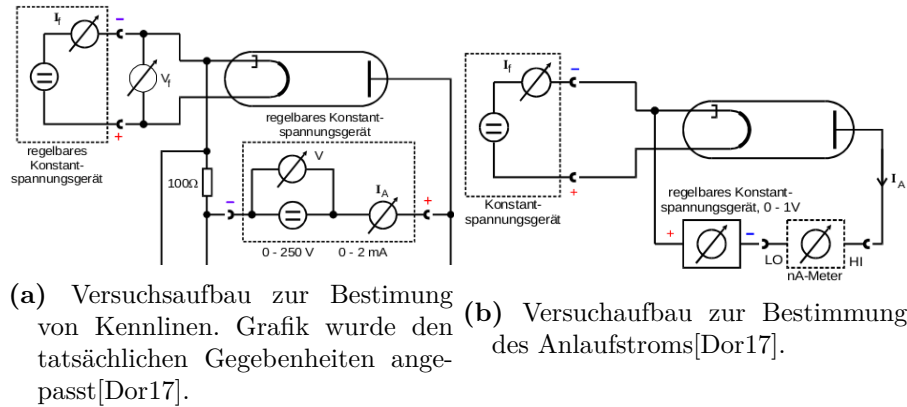 I_f
−
V_f
+
regelbares
Konstant-
spannungsgerät
regelbares Konstant-
spannungsgerät
100Ω
−
V
I_A
+
0 - 250 V
0 - 2 mA
(a) Versuchsaufbau zur Bestimung
von Kennlinen. Grafik wurde den
tatsächlichen Gegebenheiten ange-
passt[Dor17].
I_f
−
+
Konstant-
spannungsgerät
I_A
regelbares Konstant-
spannungsgerät, 0 - 1V
+
−
LO
HI
nA-Meter
(b) Versuchaufbau zur Bestimmung
des Anlaufstroms[Dor17].